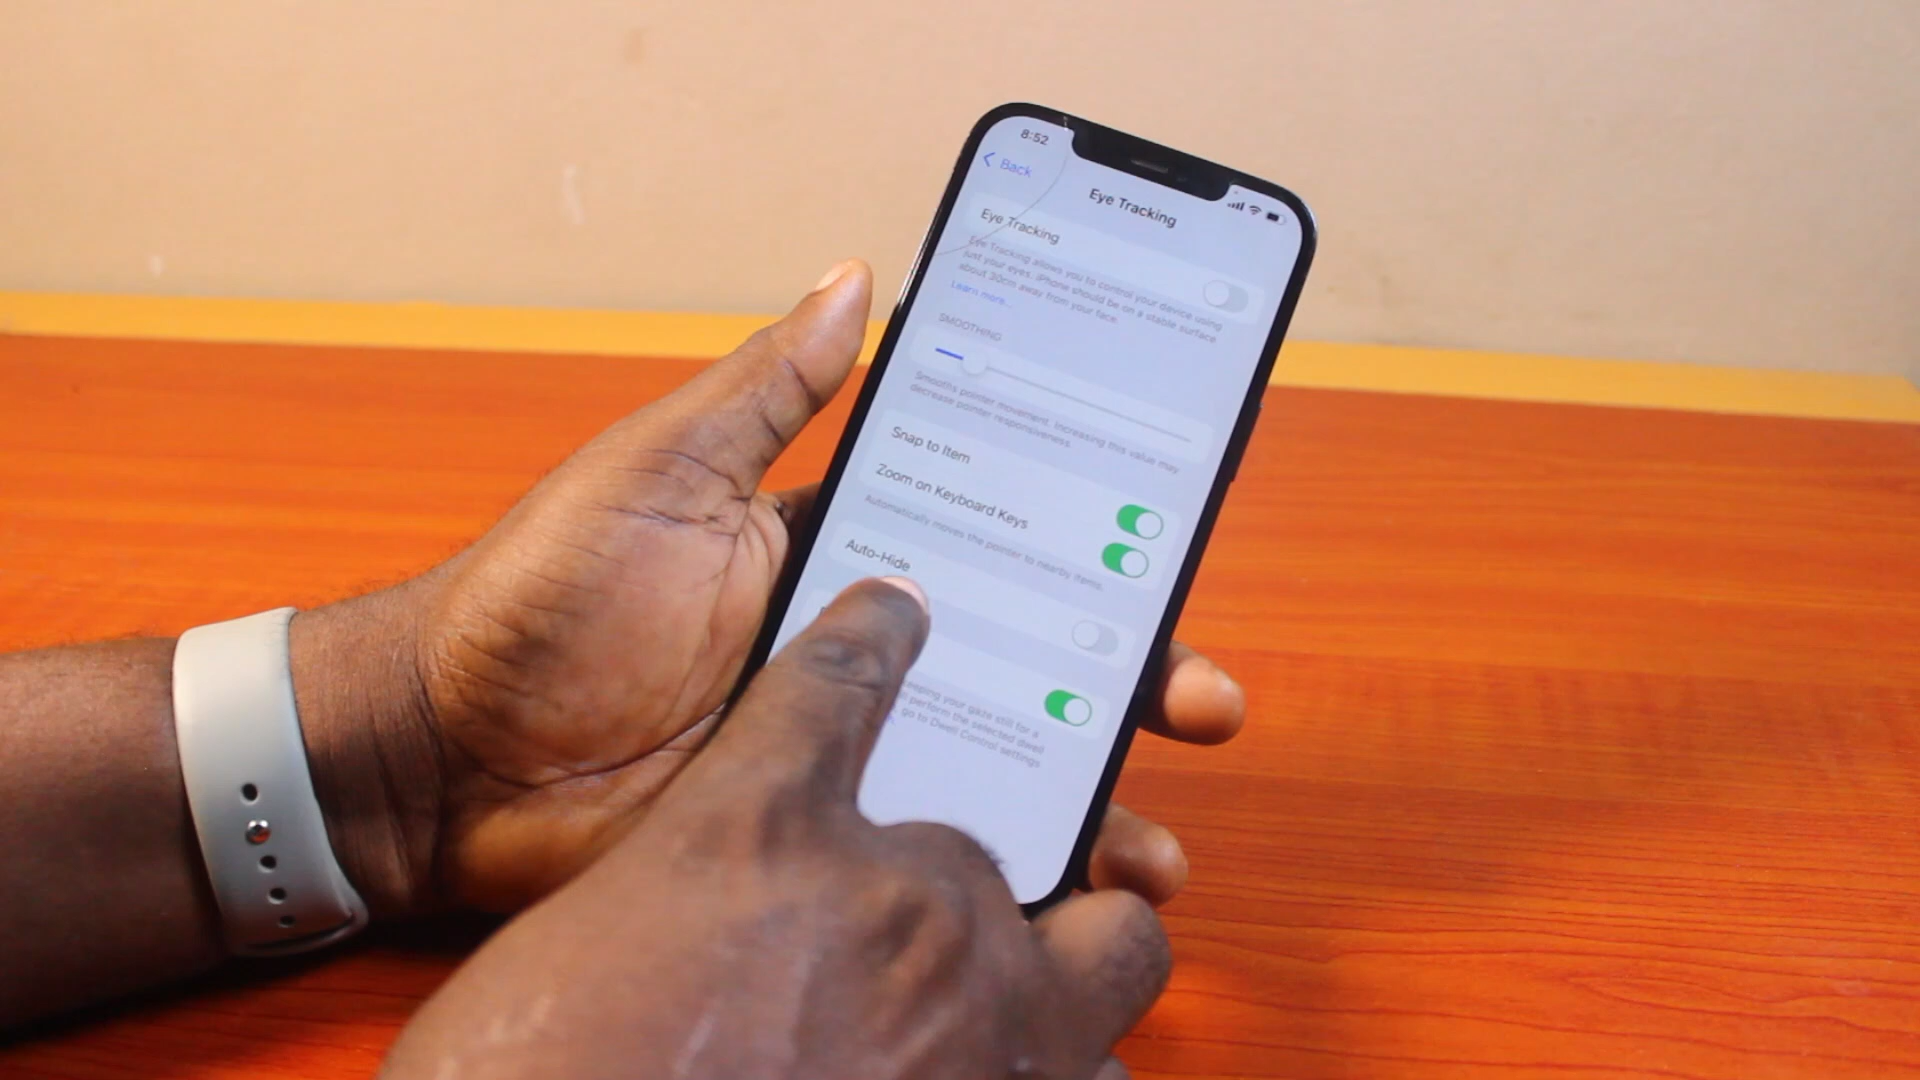 8:52
Back
Eye Tracking
Eye Tracking
Eye Tracking allows you to control your device using
just your eyes. iPhone should be on a stable surface
about 30cm away from your face.
Learn more...
SMOOTHING
Smooths pointer movement. Increasing this value may
decrease pointer responsiveness.
Snap to Item
Zoom on Keyboard Keys
Automatically moves the pointer to nearby items.
Auto-Hide
keeping your gaze still for a
perform the selected dwell
go to Dwell Control settings